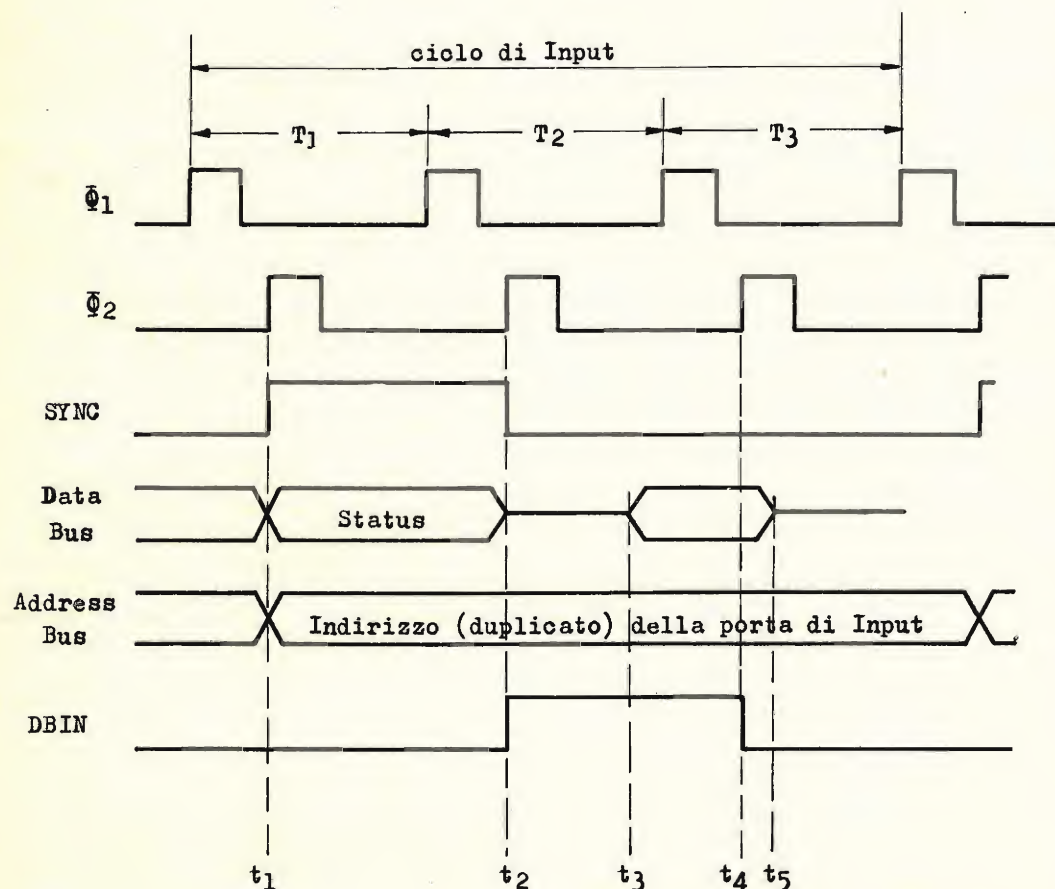 ciclo di Input
T1 T2 T3
Φ1
Φ2
SYNC
Data
Bus
Status
Address
Bus
Indirizzo (duplicato) della porta di Input
DBIN
t1 t2 t3 t4 t5